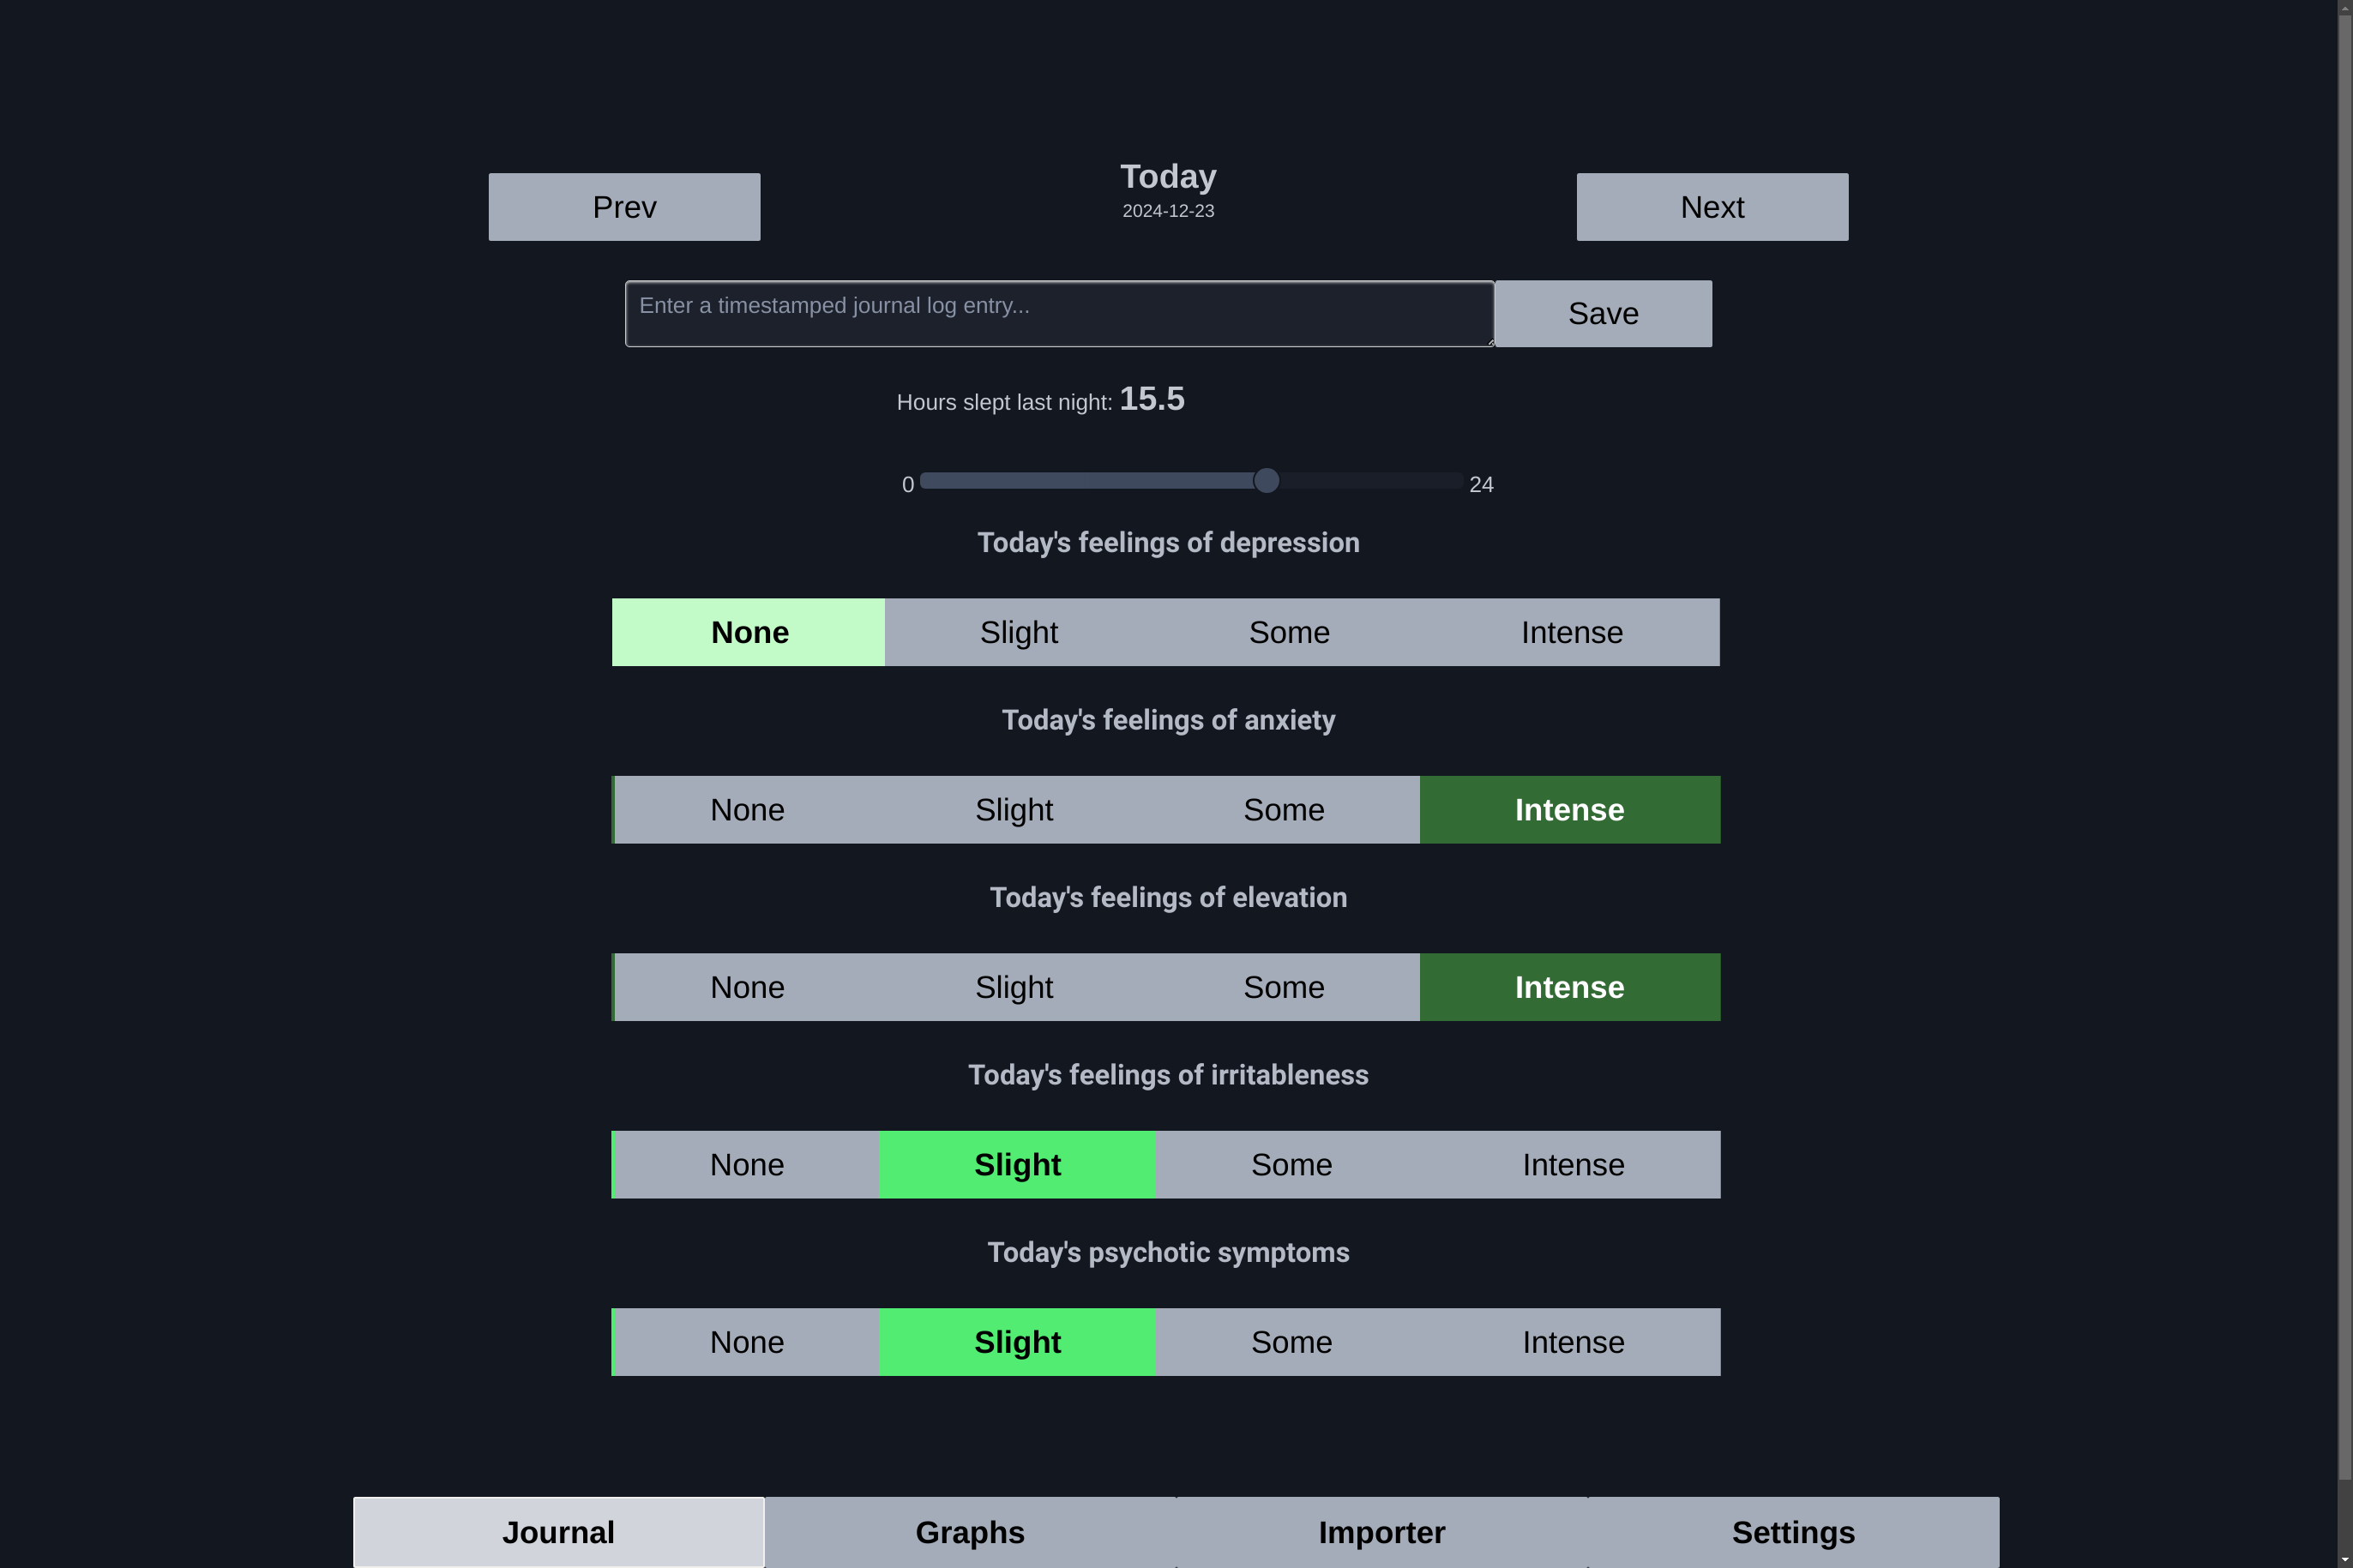 Prev Today Next
2024-12-23
Enter a timestamped journal log entry... Save
Hours slept last night: 15.5
0 24
Today's feelings of depression
None Slight Some Intense
Today's feelings of anxiety
None Slight Some Intense
Today's feelings of elevation
None Slight Some Intense
Today's feelings of irritableness
None Slight Some Intense
Today's psychotic symptoms
None Slight Some Intense
Journal Graphs Importer Settings